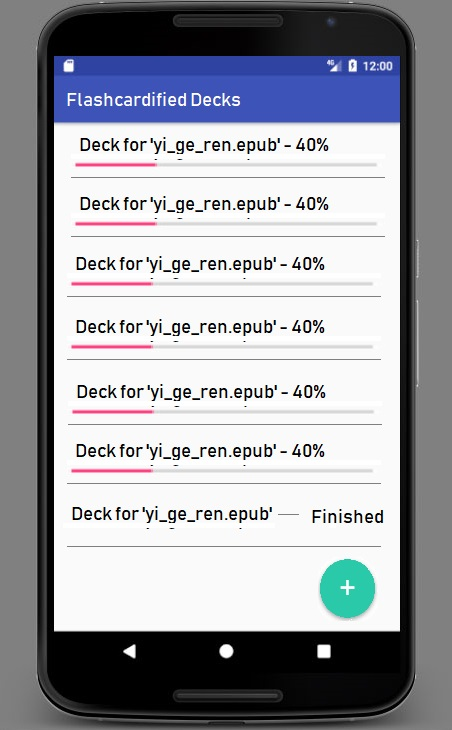 4G 12:00
Flashcardified Decks
Deck for 'yi_ge_ren.epub' - 40%
Deck for 'yi_ge_ren.epub' - 40%
Deck for 'yi_ge_ren.epub' - 40%
Deck for 'yi_ge_ren.epub' - 40%
Deck for 'yi_ge_ren.epub' - 40%
Deck for 'yi_ge_ren.epub' - 40%
Deck for 'yi_ge_ren.epub' — Finished
+